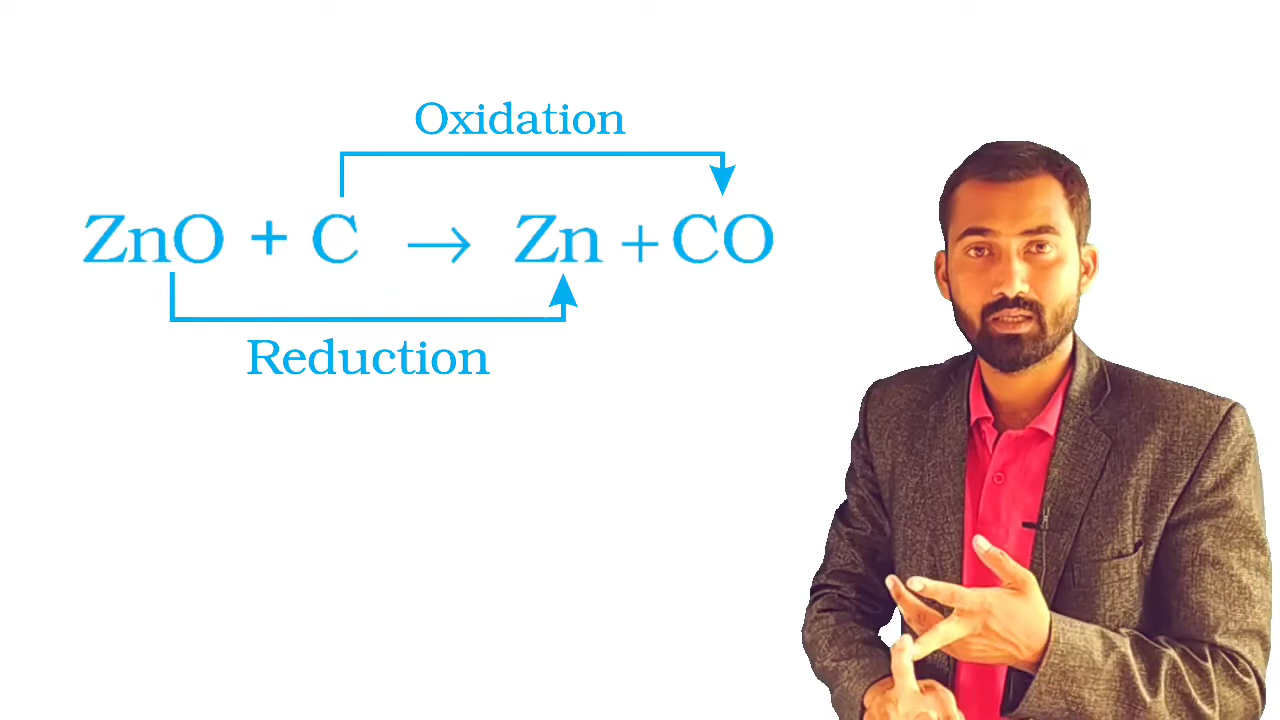 Oxidation
ZnO + C → Zn + CO
Reduction